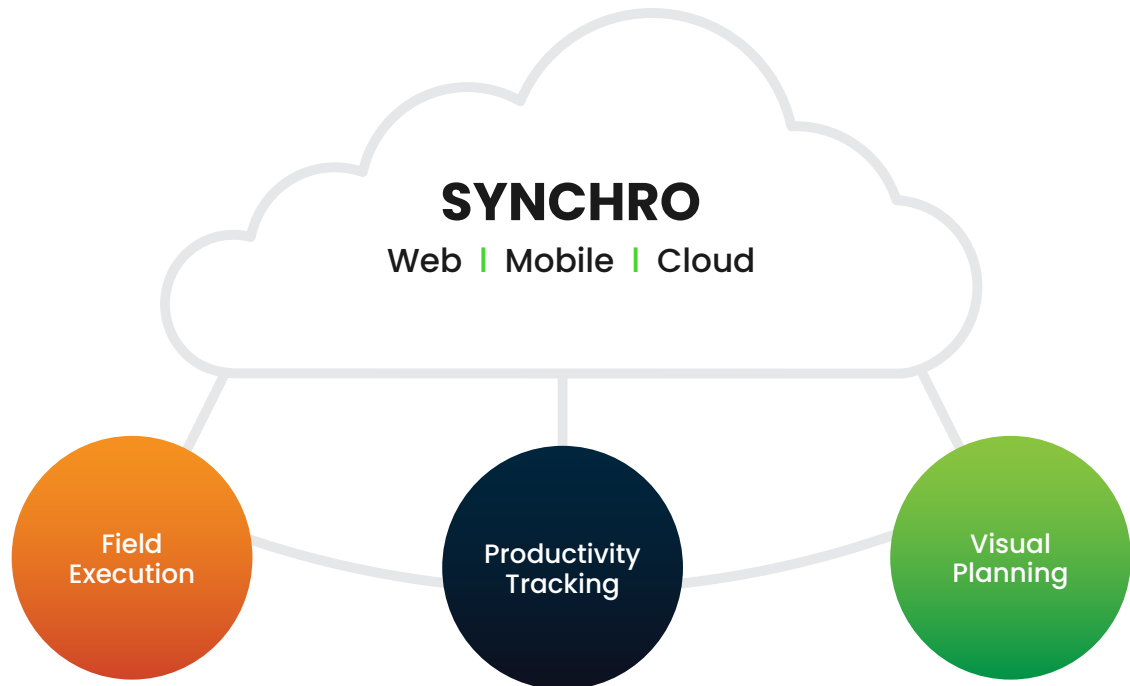 SYNCHRO
Web | Mobile | Cloud
Field
Execution
Productivity
Tracking
Visual
Planning